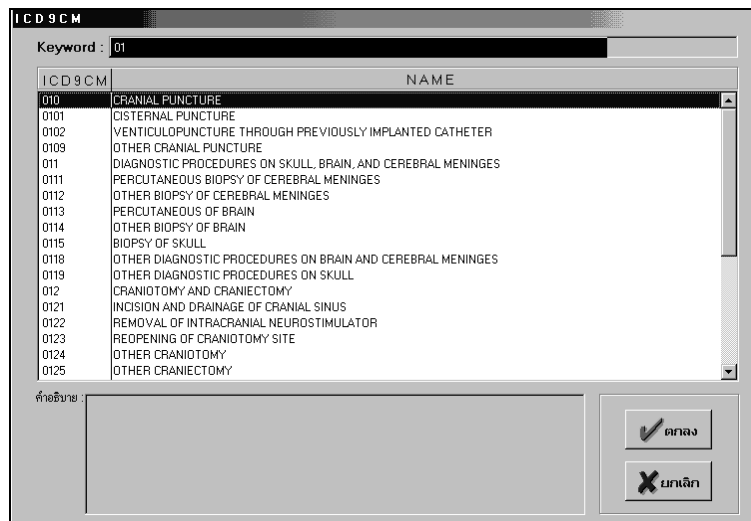 ICD9CM
Keyword : 01
ICD9CM NAME
010 CRANIAL PUNCTURE
0101 CISTERNAL PUNCTURE
0102 VENTICULOPUNCTURE THROUGH PREVIOUSLY IMPLANTED CATHETER
0109 OTHER CRANIAL PUNCTURE
011 DIAGNOSTIC PROCEDURES ON SKULL, BRAIN, AND CEREBRAL MENINGES
0111 PERCUTANEOUS BIOPSY OF CEREBRAL MENINGES
0112 OTHER BIOPSY OF CEREBRAL MENINGES
0113 PERCUTANEOUS OF BRAIN
0114 OTHER BIOPSY OF BRAIN
0115 BIOPSY OF SKULL
0118 OTHER DIAGNOSTIC PROCEDURES ON BRAIN AND CEREBRAL MENINGES
0119 OTHER DIAGNOSTIC PROCEDURES ON SKULL
012 CRANIOTOMY AND CRANIECTOMY
0121 INCISION AND DRAINAGE OF CRANIAL SINUS
0122 REMOVAL OF INTRACRANIAL NEUROSTIMULATOR
0123 REOPENING OF CRANIOTOMY SITE
0124 OTHER CRANIOTOMY
0125 OTHER CRANIECTOMY
คำอธิบาย :
ตกลง
ยกเลิก